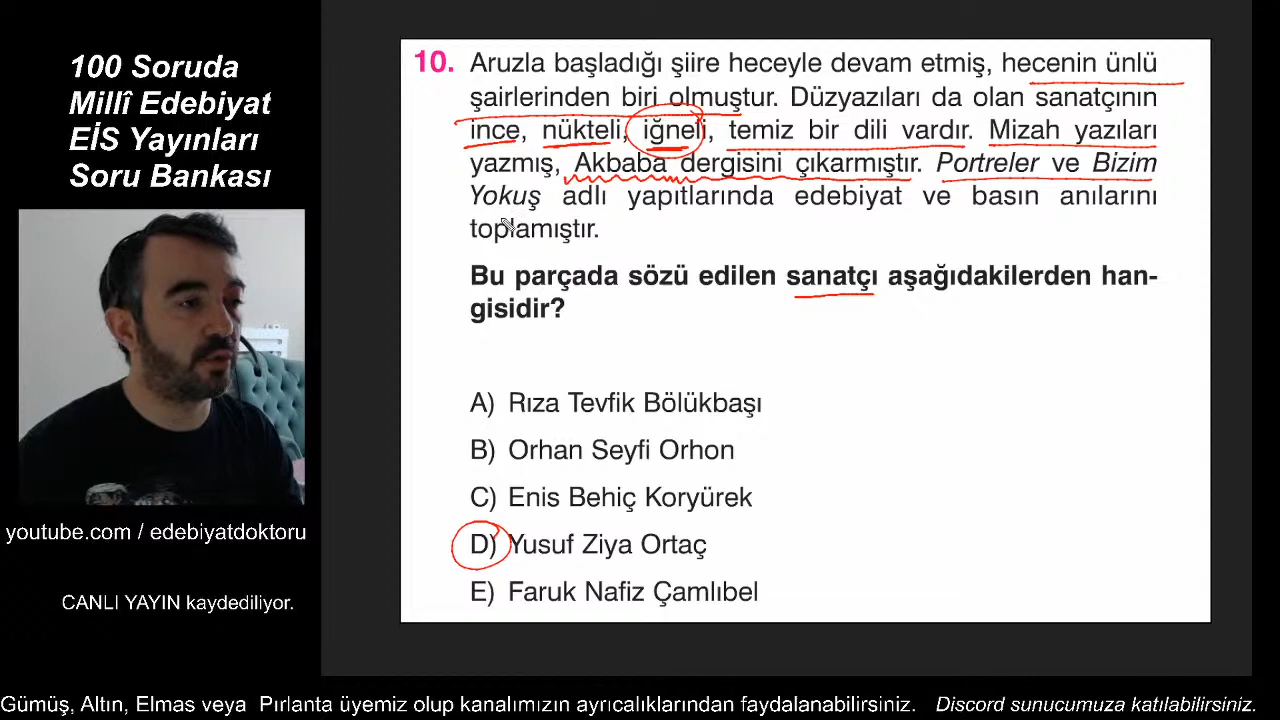 100 Soruda
Millî Edebiyat
EİS Yayınları
Soru Bankası
youtube.com / edebiyatdoktoru
CANLI YAYIN kaydediliyor.
10. Aruzla başladığı şiire heceyle devam etmiş, hecenin ünlü
şairlerinden biri olmuştur. Düzyazıları da olan sanatçının
ince, nükteli, iğneli, temiz bir dili vardır. Mizah yazıları
yazmış, Akbaba dergisini çıkarmıştır. Portreler ve Bizim
Yokuş adlı yapıtlarında edebiyat ve basın anılarını
toplamıştır.
Bu parçada sözü edilen sanatçı aşağıdakilerden han-
gisidir?
A) Rıza Tevfik Bölükbaşı
B) Orhan Seyfi Orhon
C) Enis Behiç Koryürek
D) Yusuf Ziya Ortaç
E) Faruk Nafiz Çamlıbel
Gümüş, Altın, Elmas veya Pırlanta üyemiz olup kanalımızın ayrıcalıklarından faydalanabilirsiniz. Discord sunucumuza katılabilirsiniz.